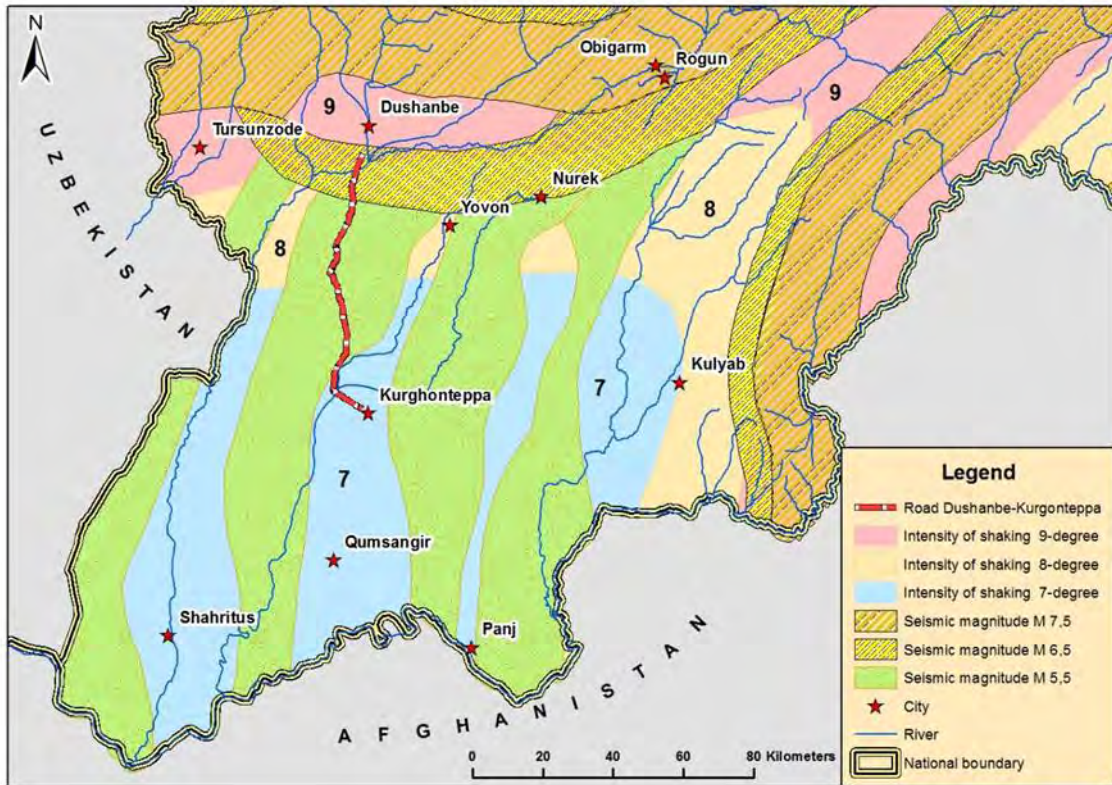 N
Obigarm
Rogun
9
Dushanbe
9
Tursunzode
Nurek
Yovon
8
8
UZBEKISTAN
Kulyab
7
Kurghonteppa
7
Qumsangir
Shahritus
Panj
AFGHANISTAN
0 20 40 60 80 Kilometers
Legend
Road Dushanbe-Kurgonteppa
Intensity of shaking 9-degree
Intensity of shaking 8-degree
Intensity of shaking 7-degree
Seismic magnitude M 7,5
Seismic magnitude M 6,5
Seismic magnitude M 5,5
City
River
National boundary